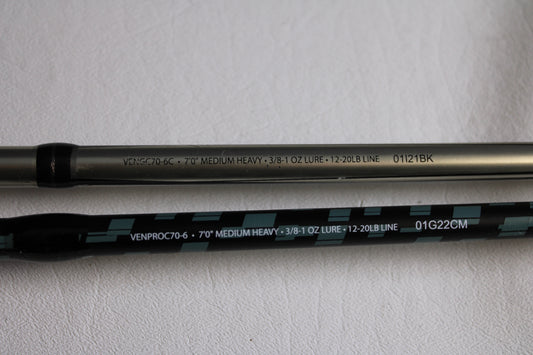 VENGC70-6C • 7'0" MEDIUM HEAVY • 3/8-1 OZ LURE • 12-20LB LINE 01I21BK
VENPROC70-6 • 7'0" MEDIUM HEAVY • 3/8-1 OZ LURE • 12-20LB LINE 01G22CM